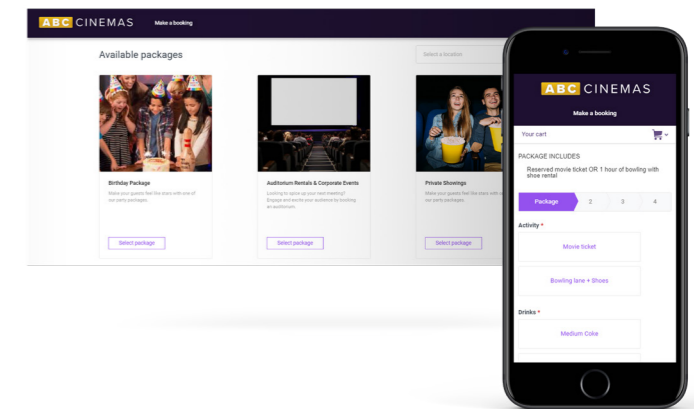 ABC CINEMAS
Make a booking
Available packages
Select a location
Birthday Package
Make your guests feel like stars with one of
our party packages.
Select package
Auditorium Rentals & Corporate Events
Looking to spice up your next meeting?
Engage and excite your audience by booking
an auditorium.
Select package
Private Showings
Make your guests feel like stars with
our party packages.
Select package
ABC CINEMAS
Make a booking
Your cart
PACKAGE INCLUDES
Reserved movie ticket OR 1 hour of bowling with
shoe rental
Package 2 3 4
Activity *
Movie ticket
Bowling lane + Shoes
Drinks *
Medium Coke